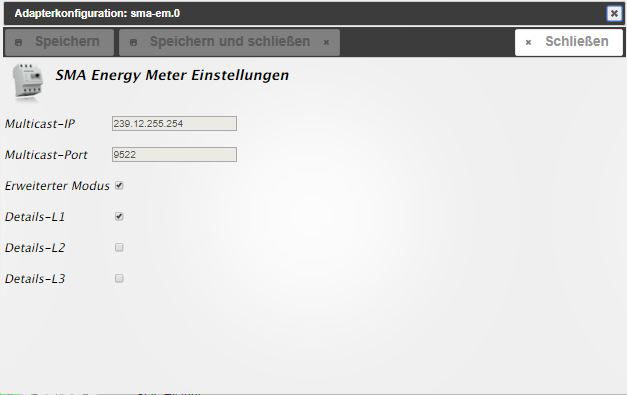 Adapterkonfiguration: sma-em.0
Speichern Speichern und schließen Schließen
SMA Energy Meter Einstellungen
Multicast-IP 239.12.255.254
Multicast-Port 9522
Erweiterter Modus
Details-L1
Details-L2
Details-L3